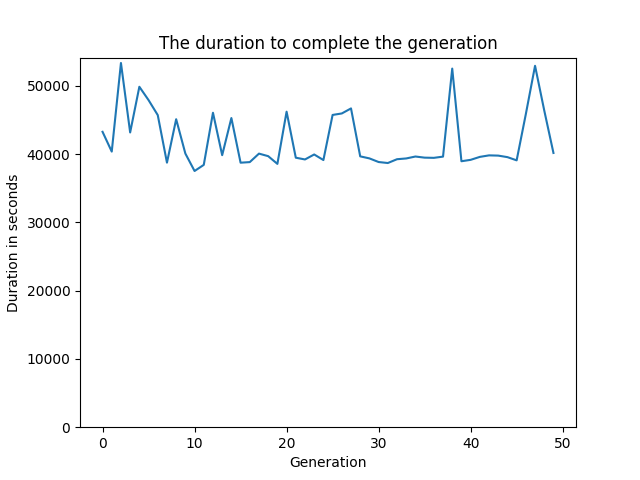 The duration to complete the generation
Duration in seconds
50000
40000
30000
20000
10000
0
0 10 20 30 40 50
Generation